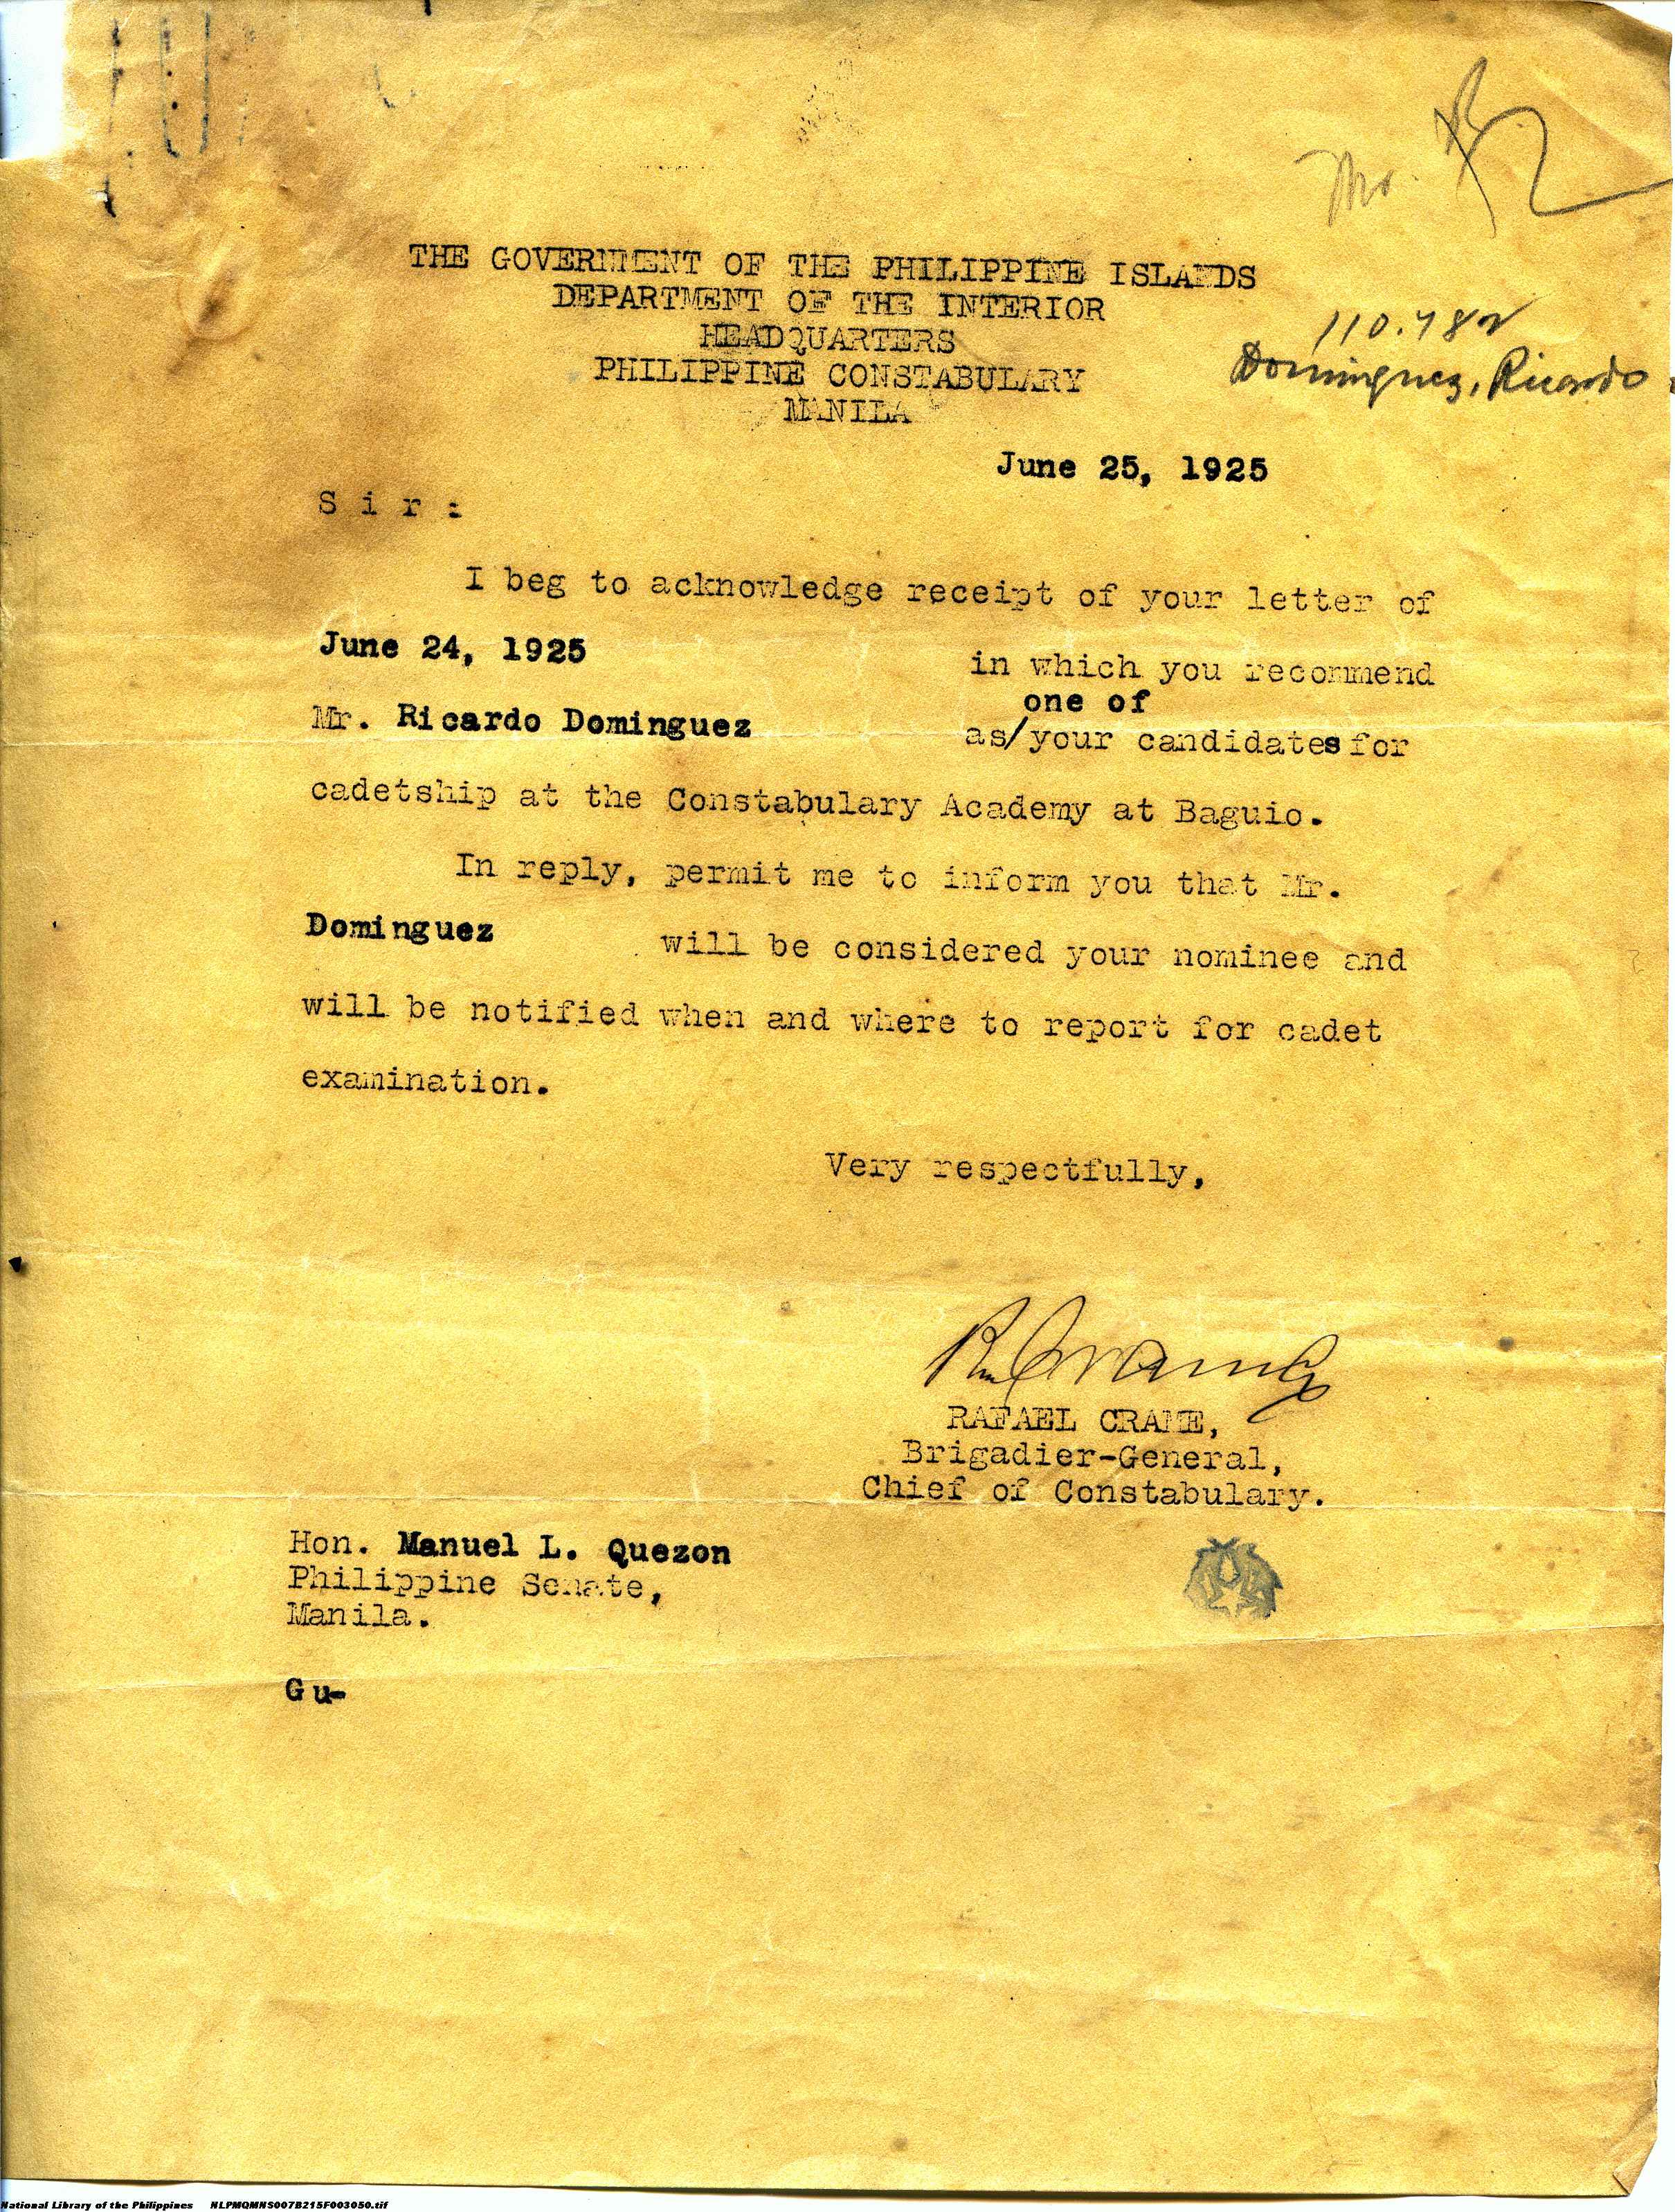 Mr.
THE GOVERNMENT OF THE PHILIPPINE ISLANDS
DEPARTMENT OF THE INTERIOR
HEADQUARTERS
PHILIPPINE CONSTABULARY
MANILA
110.782
Dominguez, Ricardo
June 25, 1925
S i r :
I beg to acknowledge receipt of your letter of
June 24, 1925 in which you recommend
one of
Mr. Ricardo Dominguez as/your candidates for
cadetship at the Constabulary Academy at Baguio.
In reply, permit me to inform you that Mr.
Dominguez will be considered your nominee and
will be notified when and where to report for cadet
examination.
Very respectfully,
RAFAEL CRAME,
Brigadier-General,
Chief of Constabulary.
Hon. Manuel L. Quezon
Philippine Senate,
Manila.
Gu-
National Library of the Philippines NLPMQMNS007B215F003050.tif